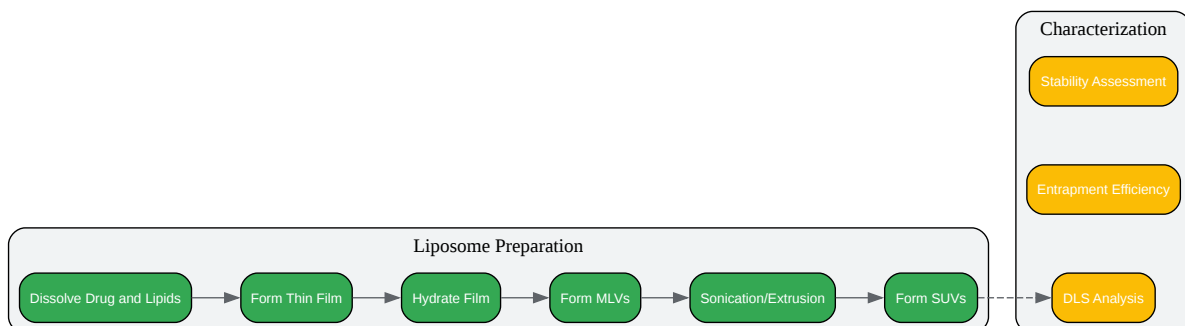 Characterization
Stability Assessment
Entrapment Efficiency
Liposome Preparation
Dissolve Drug and Lipids
Form Thin Film
Hydrate Film
Form MLVs
Sonication/Extrusion
Form SUVs
DLS Analysis